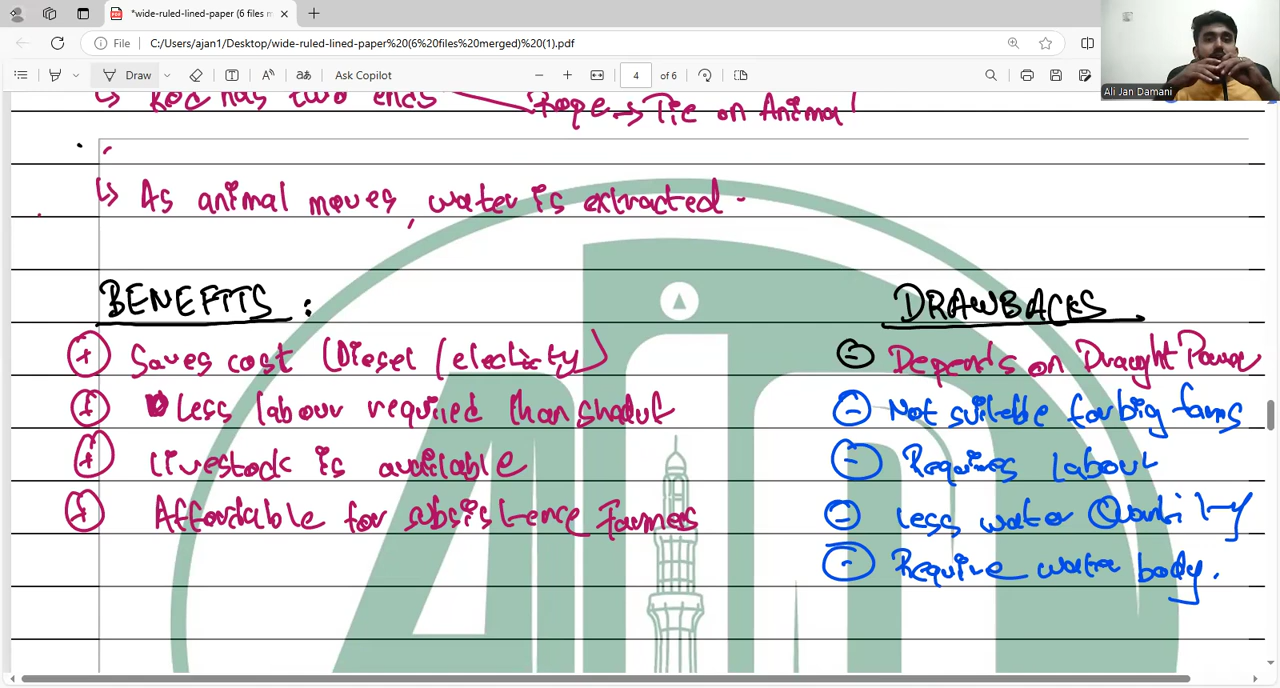 *wide-ruled-lined-paper (6 files m
File
C:/Users/ajan1/Desktop/wide-ruled-lined-paper%20(6%20files%20merged)%20(1).pdf
Draw
Ask Copilot
4 of 6
Ali Jan Damani
↳ Rod has two ends
Rope → Tie on Animal
↳ As animal moves, water is extracted.
BENEFITS :
+ Saves cost (Diesel / electricity)
+ Less labour required than shaduf
+ Livestock is available
+ Affordable for subsistence Farmers
DRAWBACKS
- Depends on Draught Power
- Not suitable for big farms
- Requires labour
- Less water Quantity
- Require water body.